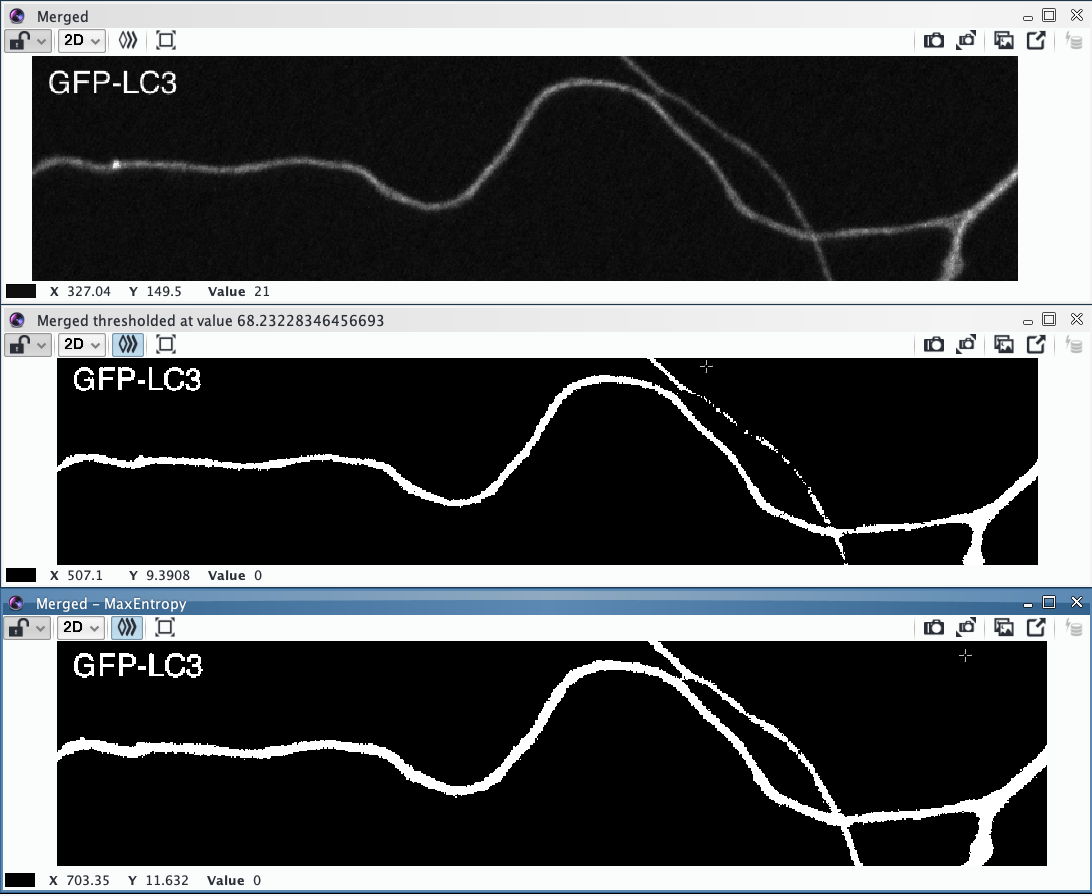 Merged
2D
GFP-LC3
X 327.04 Y 149.5 Value 21
Merged thresholded at value 68.23228346456693
2D
GFP-LC3
X 507.1 Y 9.3908 Value 0
Merged - MaxEntropy
2D
GFP-LC3
X 703.35 Y 11.632 Value 0